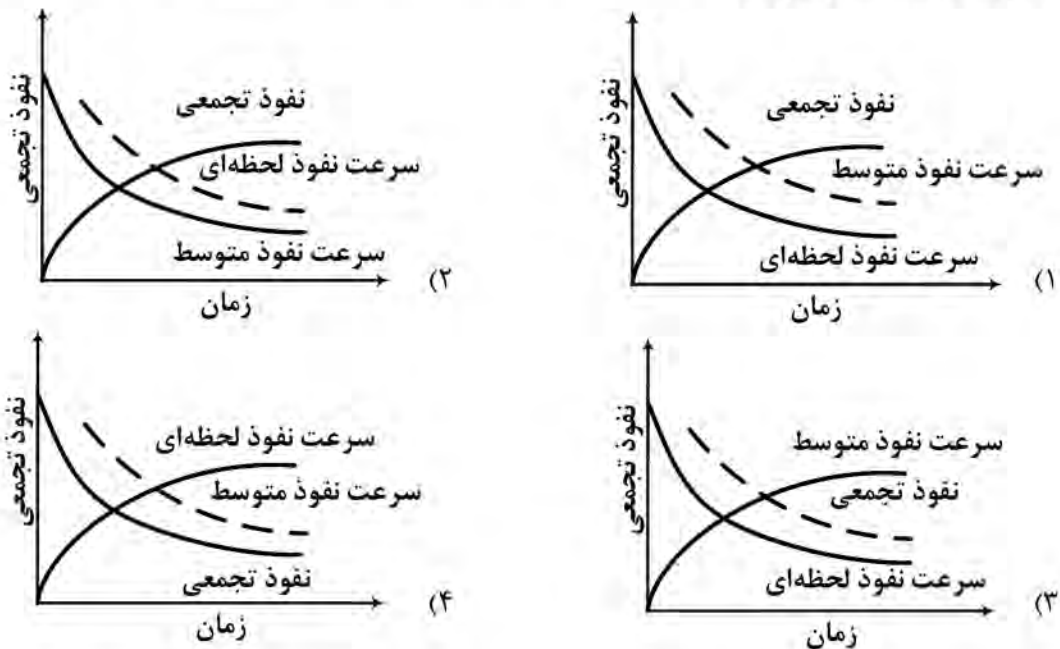 نفوذ تجمعی
نفوذ تجمعی
سرعت نفوذ متوسط
سرعت نفوذ لحظه‌ای
زمان
۱)
نفوذ تجمعی
نفوذ تجمعی
سرعت نفوذ لحظه‌ای
سرعت نفوذ متوسط
زمان
۲)
نفوذ تجمعی
سرعت نفوذ متوسط
نفوذ تجمعی
سرعت نفوذ لحظه‌ای
زمان
۳)
نفوذ تجمعی
سرعت نفوذ لحظه‌ای
سرعت نفوذ متوسط
نفوذ تجمعی
زمان
۴)